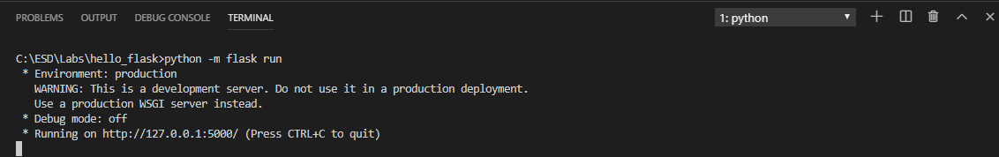 PROBLEMS OUTPUT DEBUG CONSOLE TERMINAL 1: python
C:\ESD\Labs\hello_flask>python -m flask run
* Environment: production
WARNING: This is a development server. Do not use it in a production deployment.
Use a production WSGI server instead.
* Debug mode: off
* Running on http://127.0.0.1:5000/ (Press CTRL+C to quit)